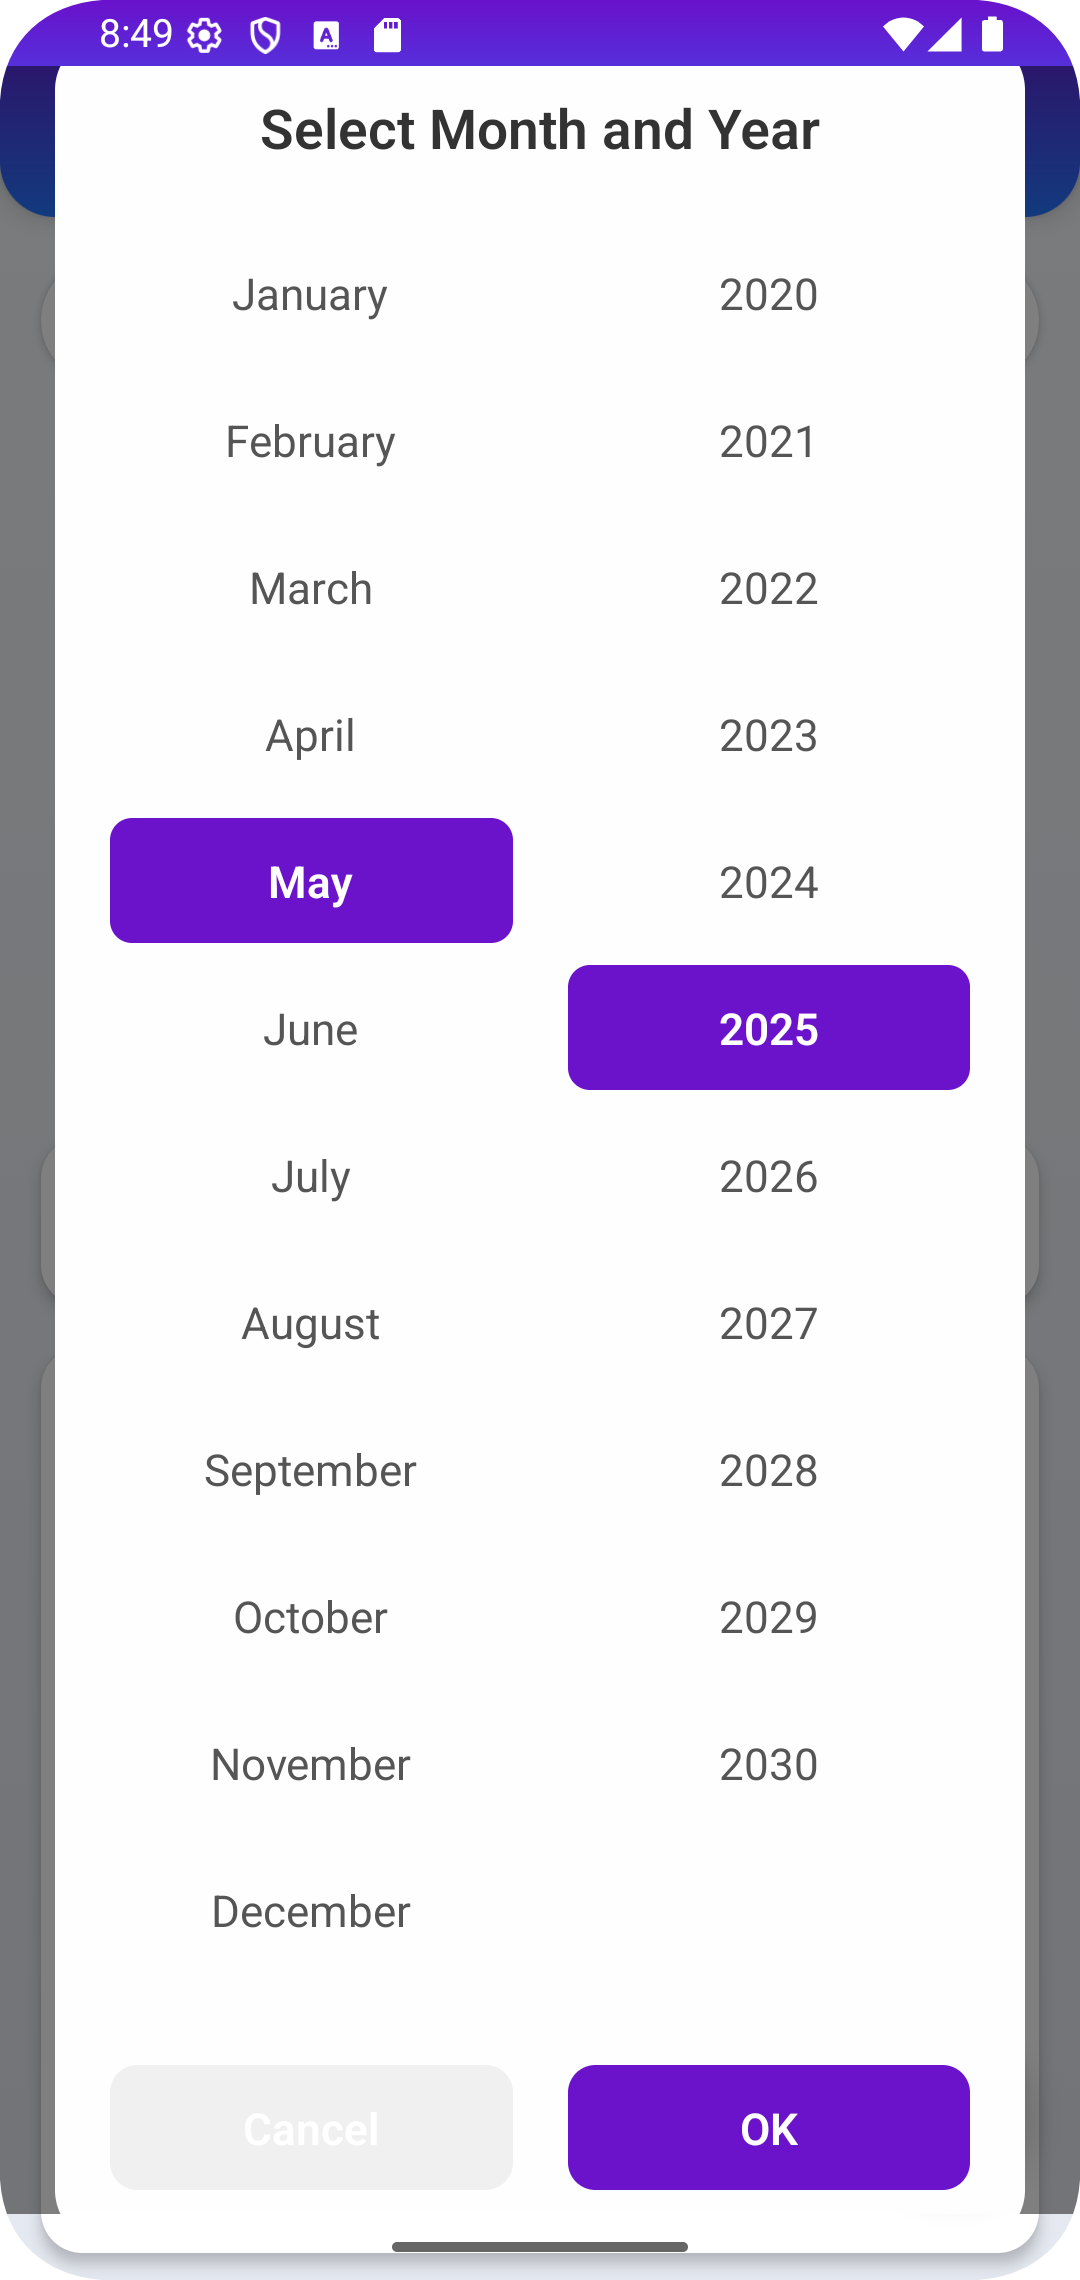 8:49
Select Month and Year
January 2020
February 2021
March 2022
April 2023
May 2024
June 2025
July 2026
August 2027
September 2028
October 2029
November 2030
December
Cancel OK